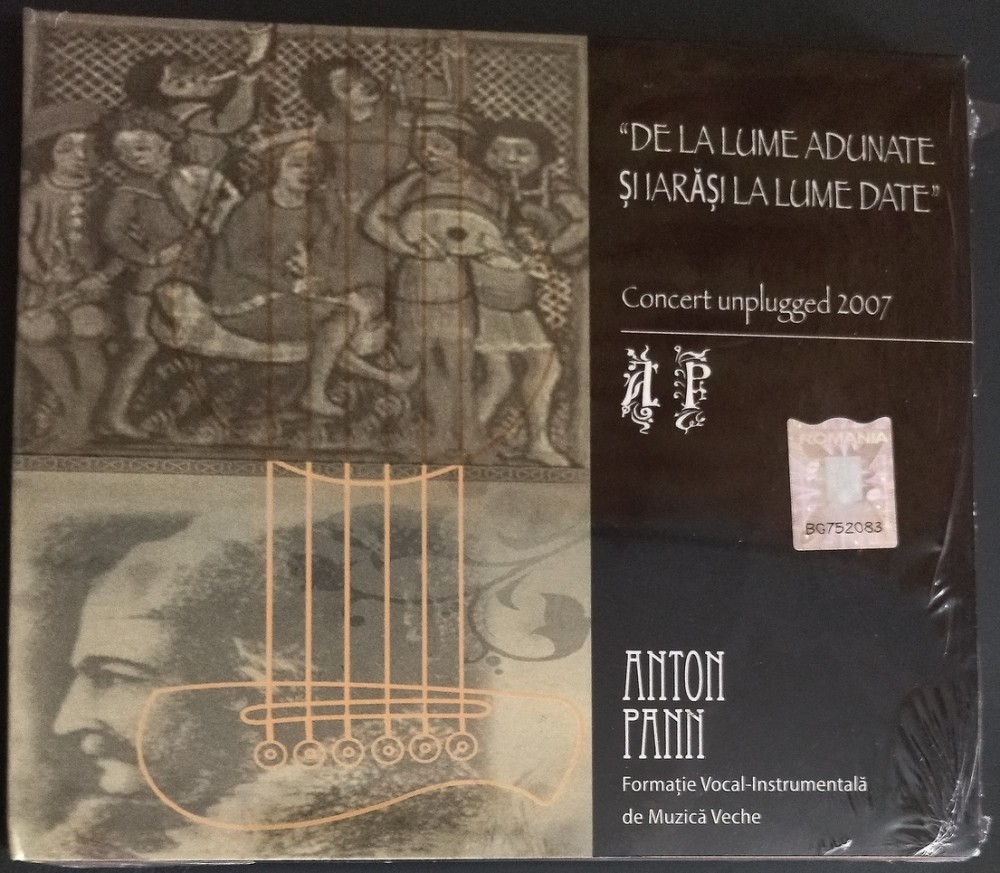 “DE LA LUME ADUNATE
ŞI IARĂŞI LA LUME DATE”
Concert unplugged 2007
A P
ROMANIA
BG752083
ANTON
PANN
Formaţie Vocal-Instrumentală
de Muzică Veche